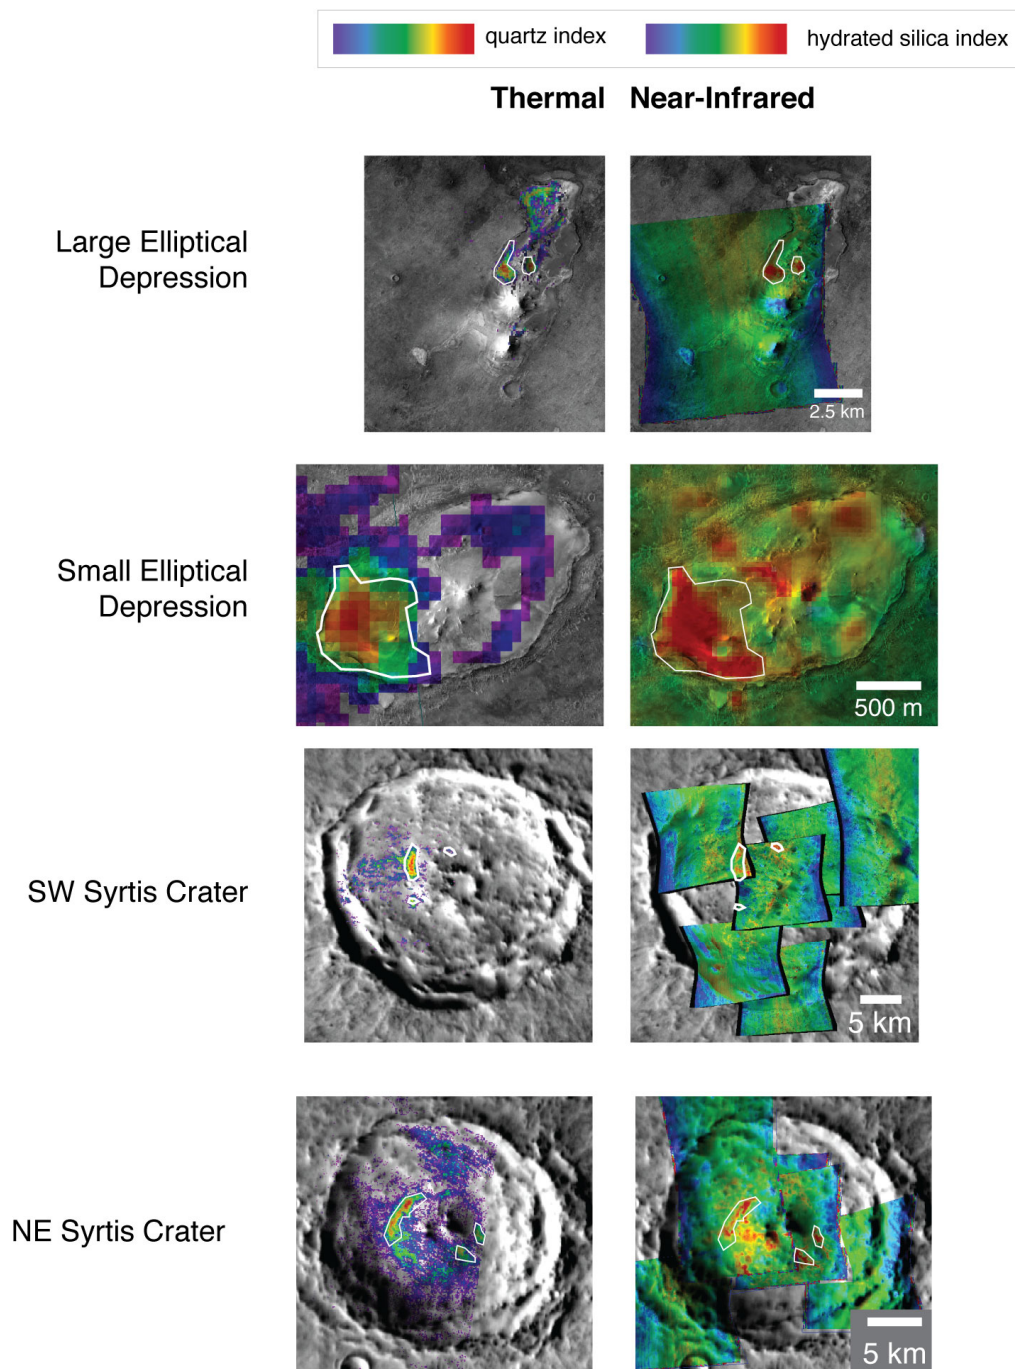 quartz index
hydrated silica index
Thermal Near-Infrared
Large Elliptical
Depression
2.5 km
Small Elliptical
Depression
500 m
SW Syrtis Crater
5 km
NE Syrtis Crater
5 km